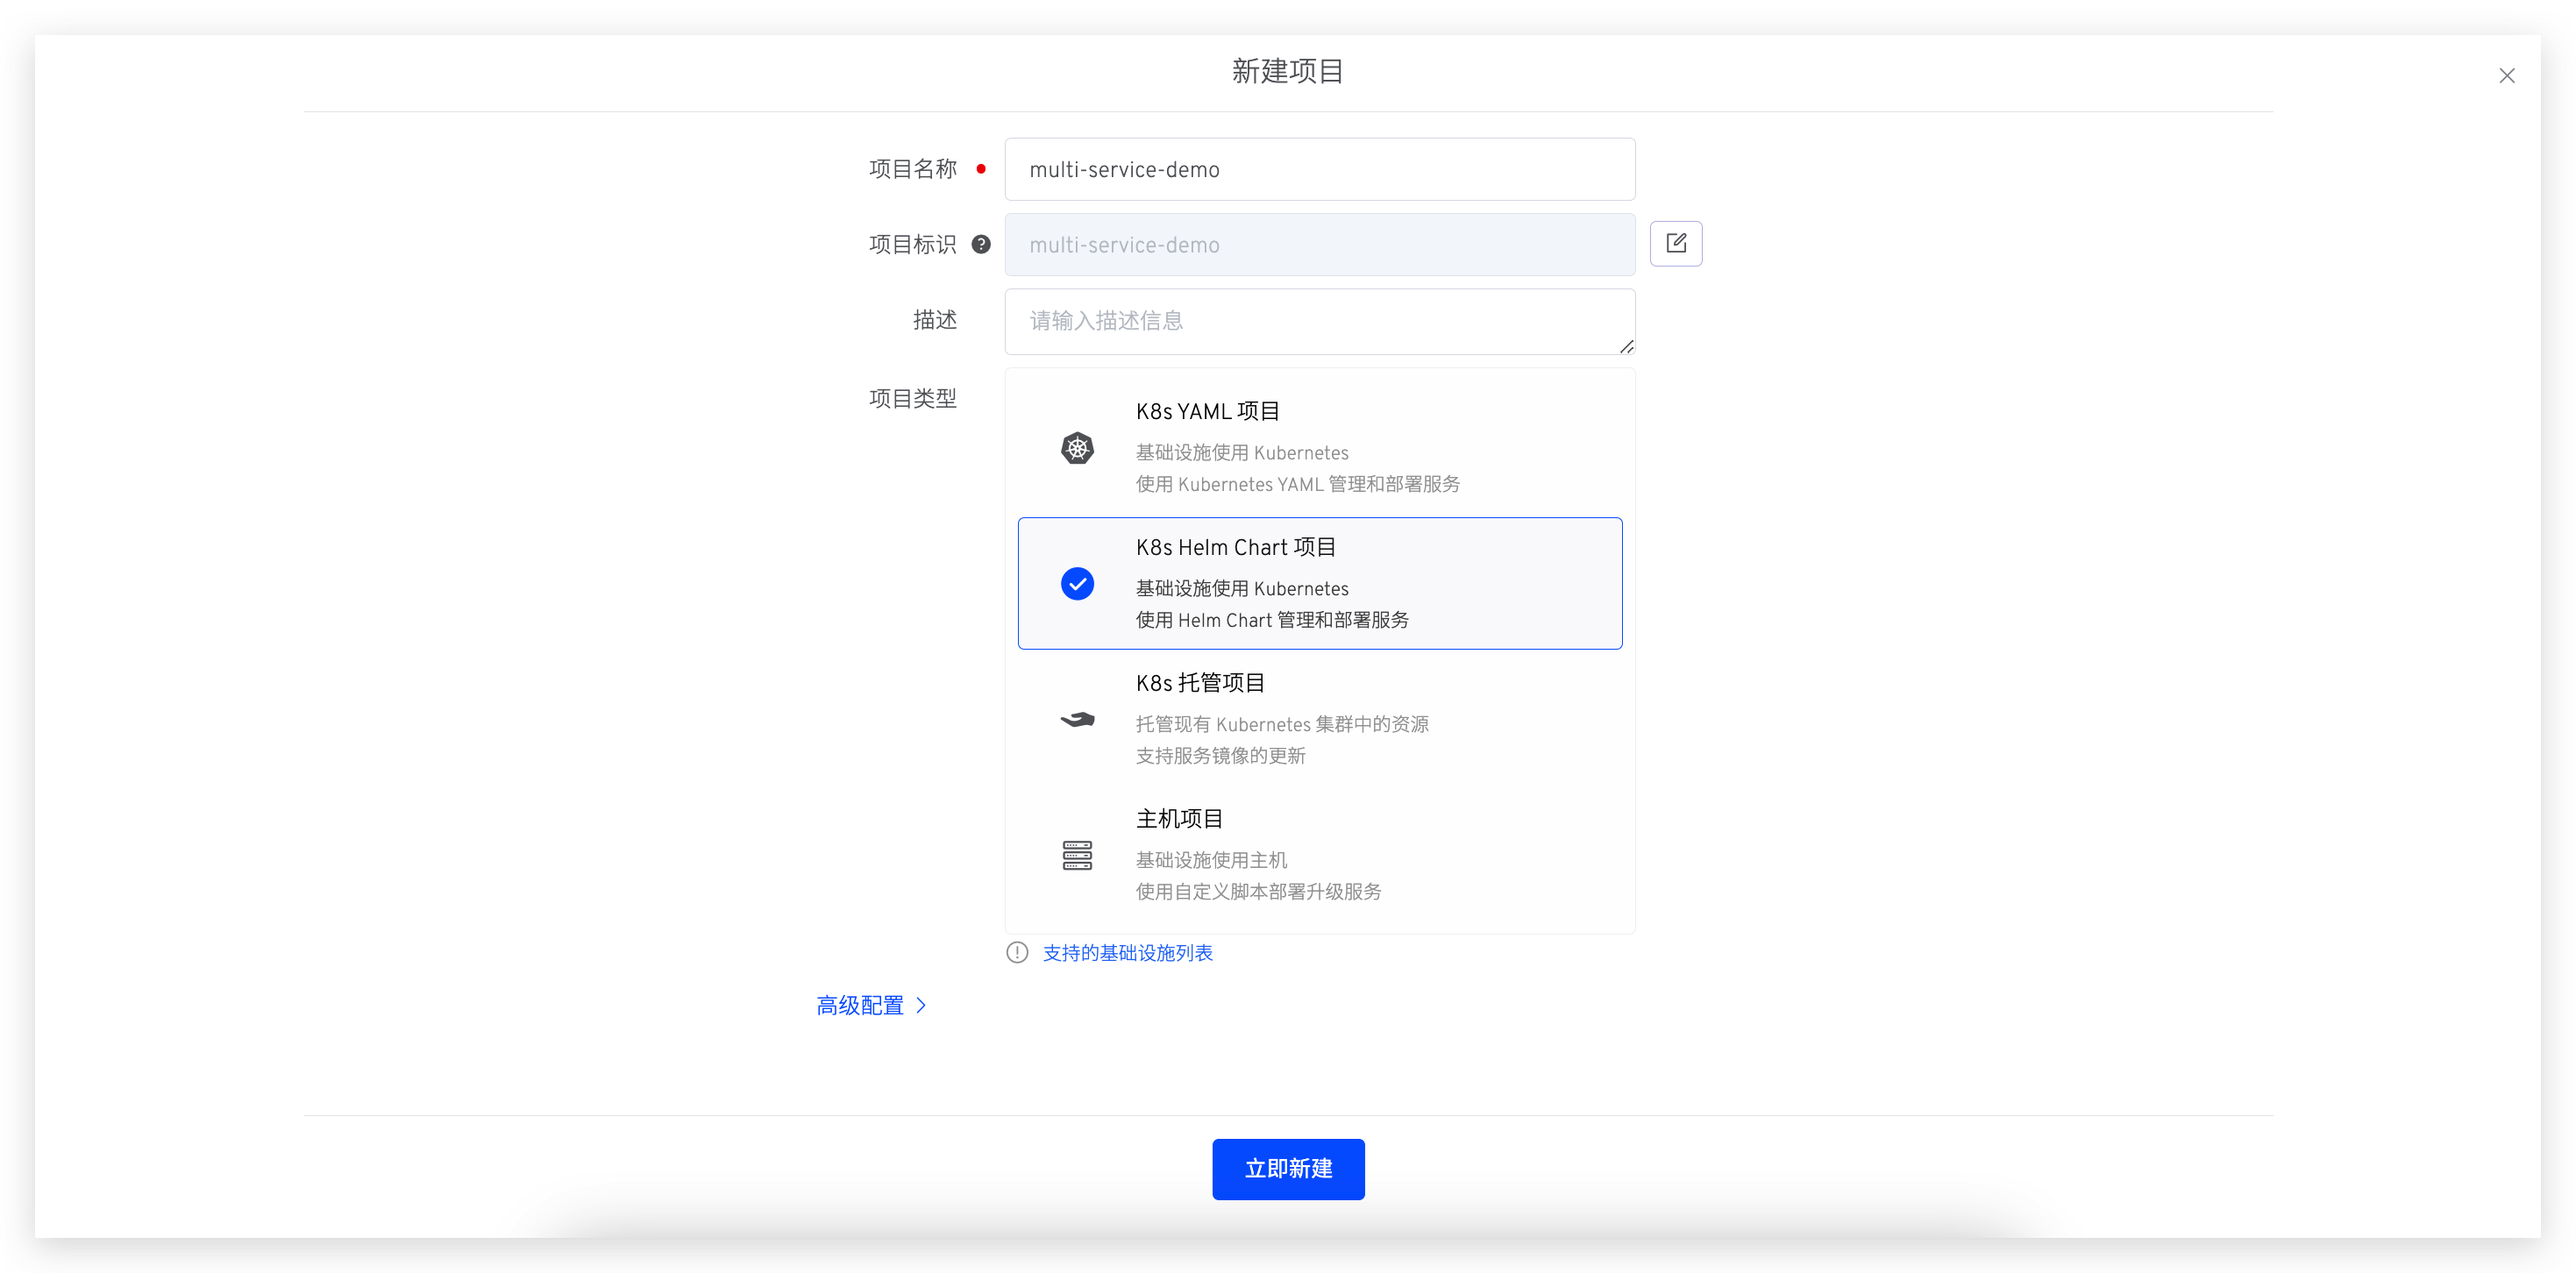 新建项目
项目名称
multi-service-demo
项目标识
multi-service-demo
描述
请输入描述信息
项目类型
K8s YAML 项目
基础设施使用 Kubernetes
使用 Kubernetes YAML 管理和部署服务
K8s Helm Chart 项目
基础设施使用 Kubernetes
使用 Helm Chart 管理和部署服务
K8s 托管项目
托管现有 Kubernetes 集群中的资源
支持服务镜像的更新
主机项目
基础设施使用主机
使用自定义脚本部署升级服务
支持的基础设施列表
高级配置
立即新建